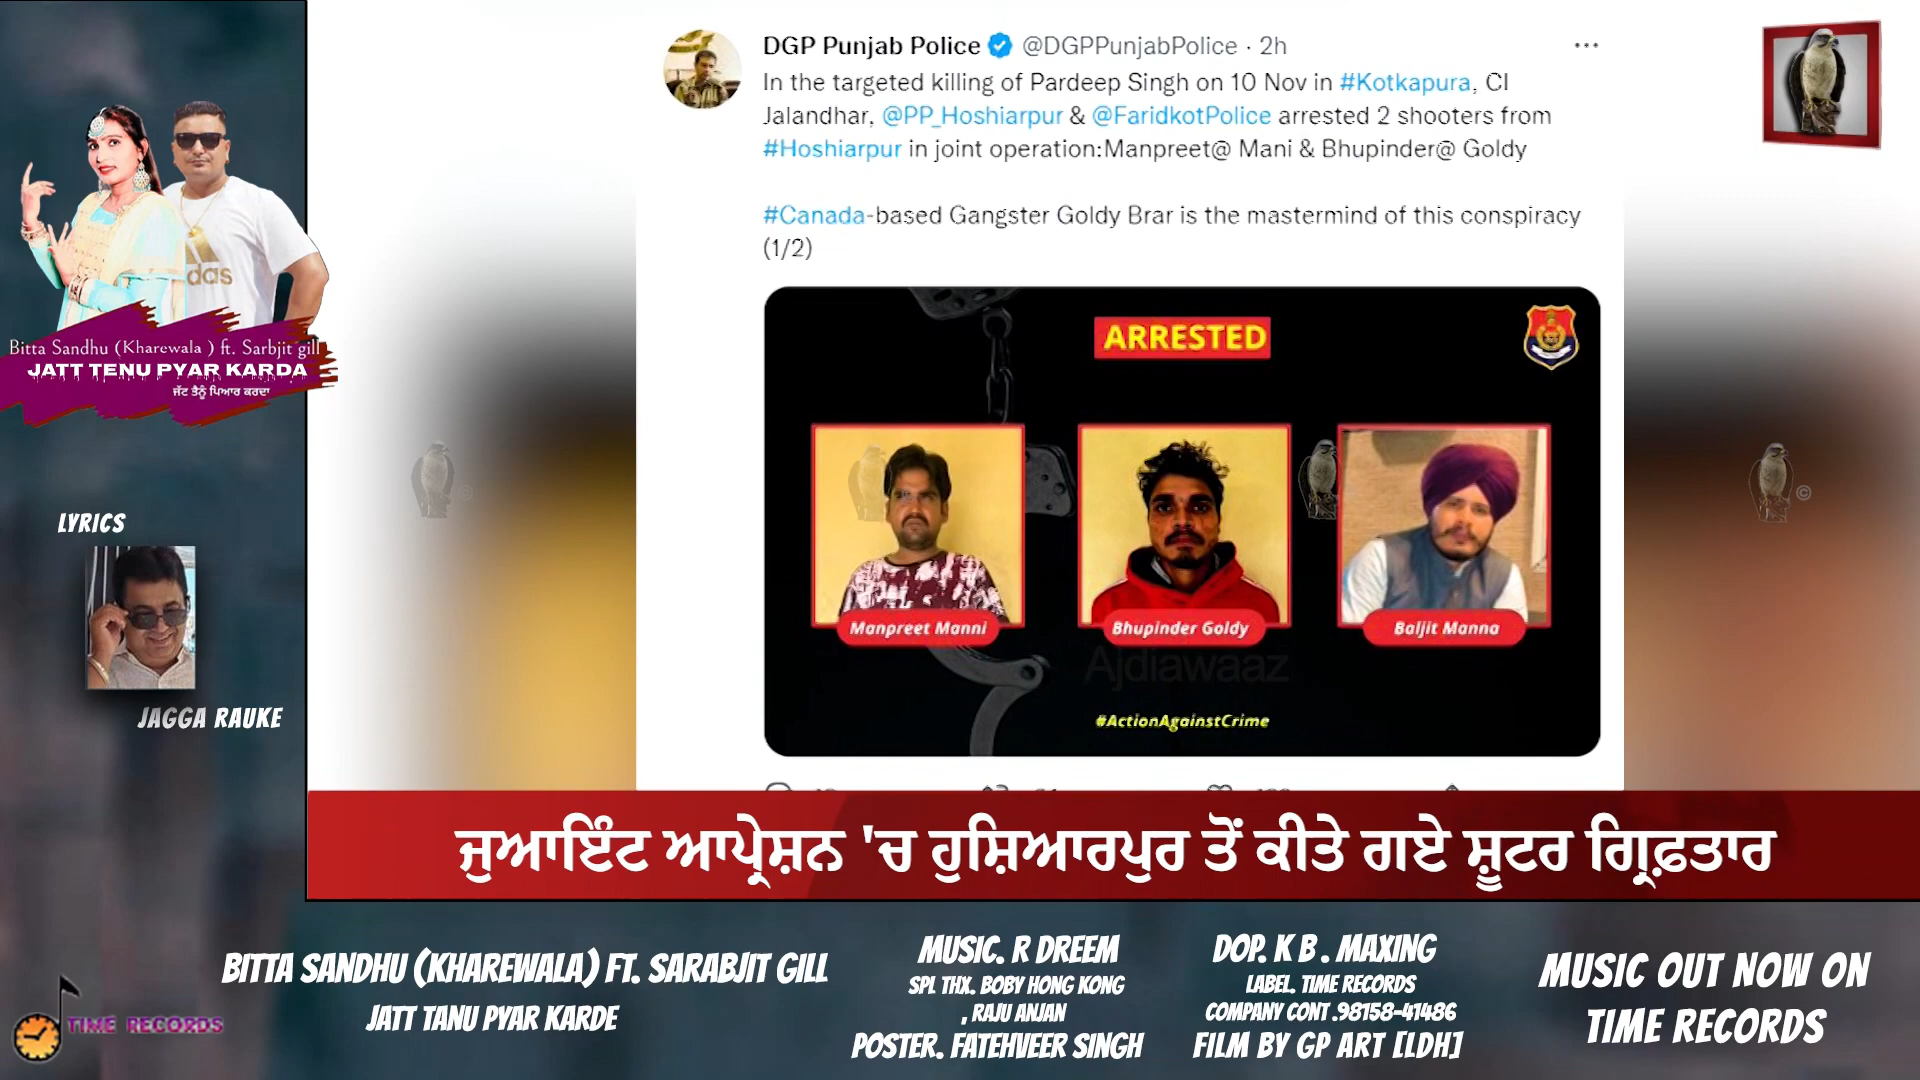 DGP Punjab Police @DGPPunjabPolice · 2h
In the targeted killing of Pardeep Singh on 10 Nov in #Kotkapura, CI
Jalandhar, @PP_Hoshiarpur & @FaridkotPolice arrested 2 shooters from
#Hoshiarpur in joint operation:Manpreet@ Mani & Bhupinder@ Goldy
#Canada-based Gangster Goldy Brar is the mastermind of this conspiracy
(1/2)
ARRESTED
Manpreet Manni
Bhupinder Goldy
Baljit Manna
Ajdiawaaz
#ActionAgainstCrime
adidas
Bitta Sandhu (Kharewala ) ft. Sarbjit gill
JATT TENU PYAR KARDA
ਜੱਟ ਤੈਨੂੰ ਪਿਆਰ ਕਰਦਾ
LYRICS
JAGGA RAUKE
ਜੁਆਇੰਟ ਆਪ੍ਰੇਸ਼ਨ 'ਚ ਹੁਸ਼ਿਆਰਪੁਰ ਤੋਂ ਕੀਤੇ ਗਏ ਸ਼ੂਟਰ ਗ੍ਰਿਫ਼ਤਾਰ
BITTA SANDHU (KHAREWALA) FT. SARABJIT GILL
JATT TANU PYAR KARDE
TIME RECORDS
MUSIC. R DREEM
SPL THX. BOBY HONG KONG
, RAJU ANJAN
POSTER. FATEHVEER SINGH
DOP. K B . MAXING
LABEL. TIME RECORDS
COMPANY CONT .98158-41486
FILM BY GP ART [LDH]
MUSIC OUT NOW ON
TIME RECORDS